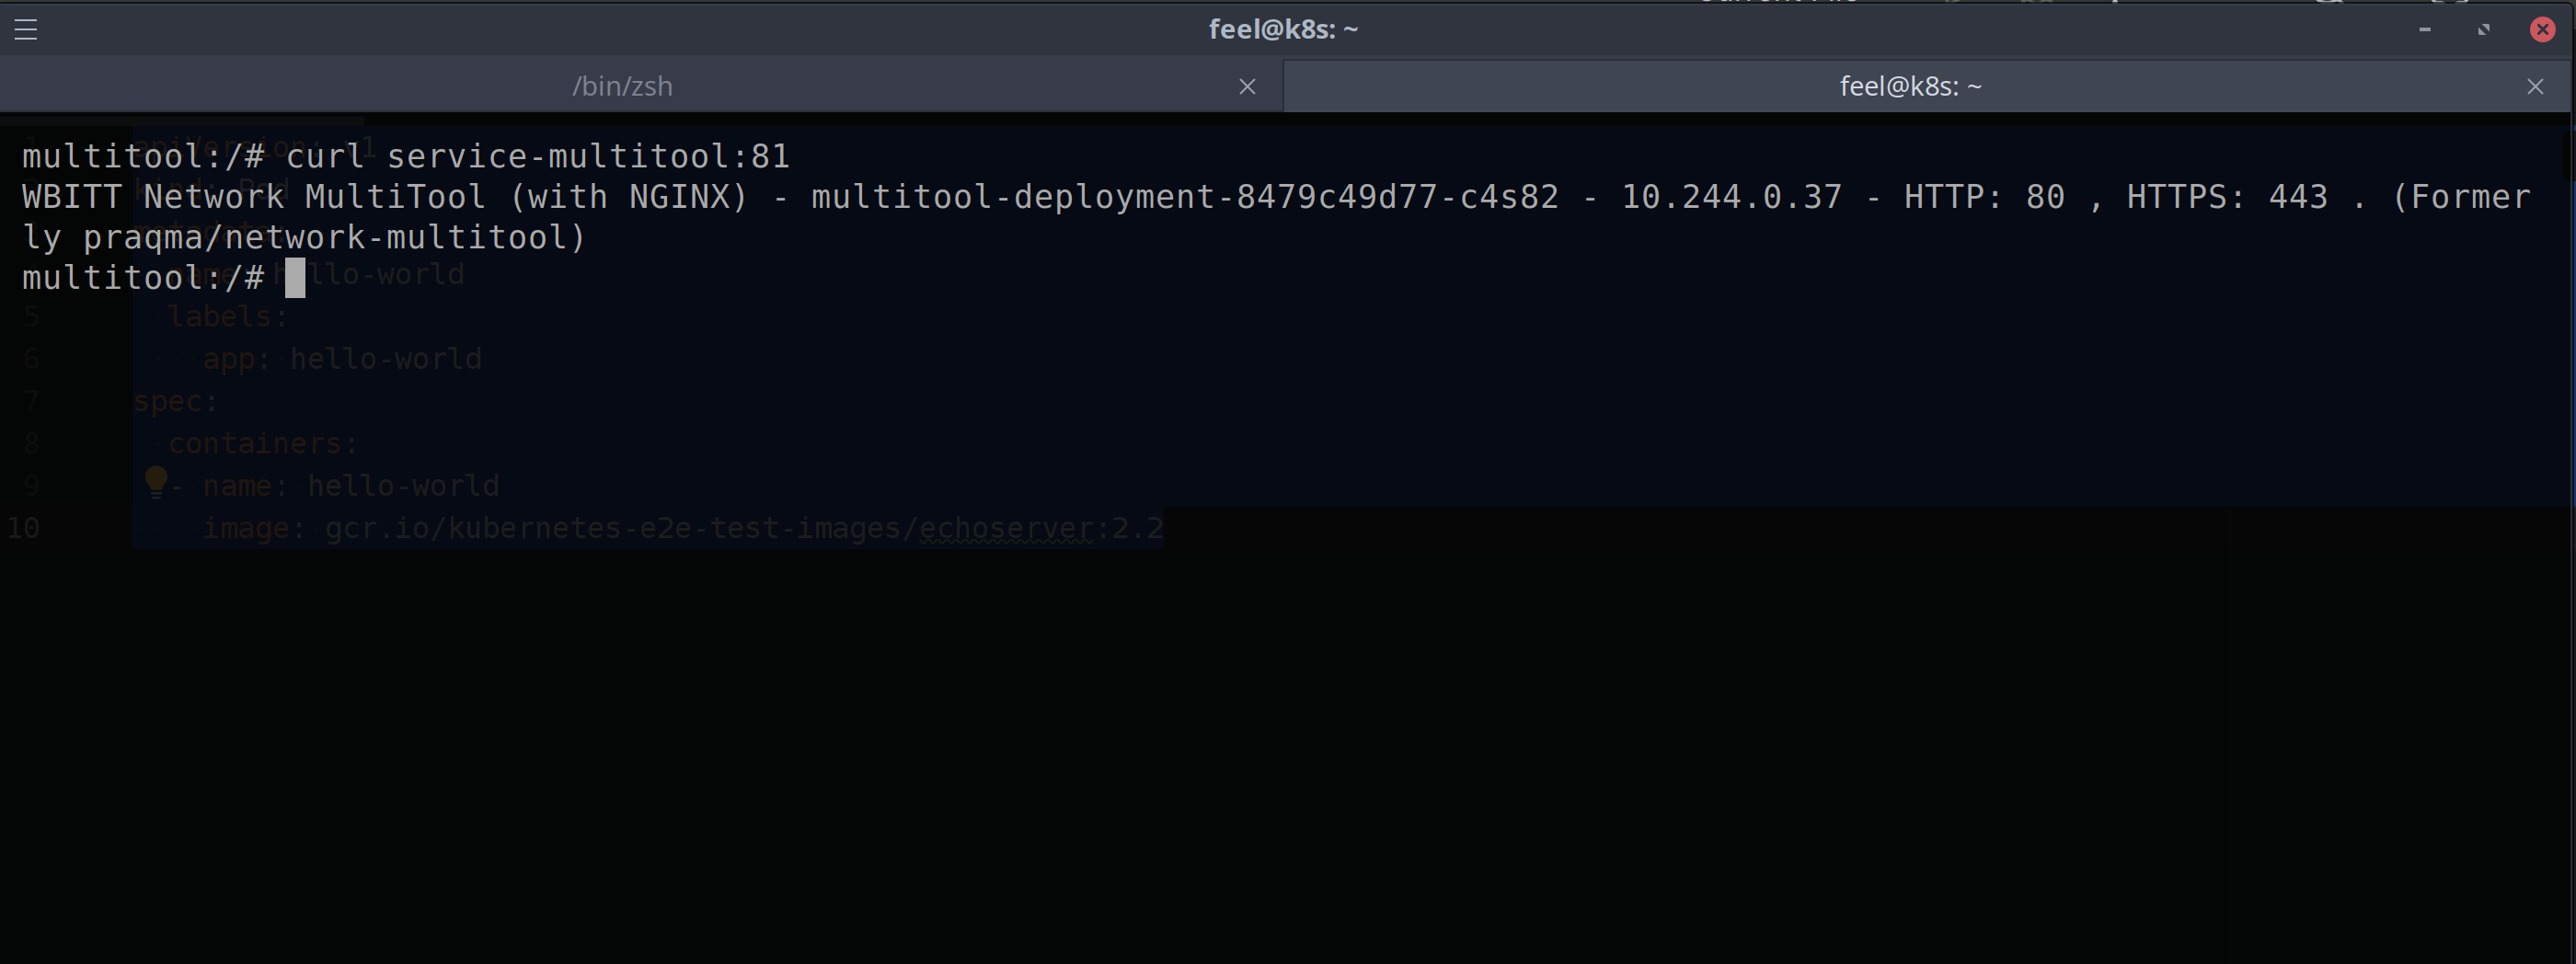 feel@k8s: ~
/bin/zsh
feel@k8s: ~
multitool:/# curl service-multitool:81
WBITT Network MultiTool (with NGINX) - multitool-deployment-8479c49d77-c4s82 - 10.244.0.37 - HTTP: 80 , HTTPS: 443 . (Former
ly praqma/network-multitool)
multitool:/#
5 labels:
6 app: hello-world
7 spec:
8 containers:
9 - name: hello-world
10 image: gcr.io/kubernetes-e2e-test-images/echoserver:2.2